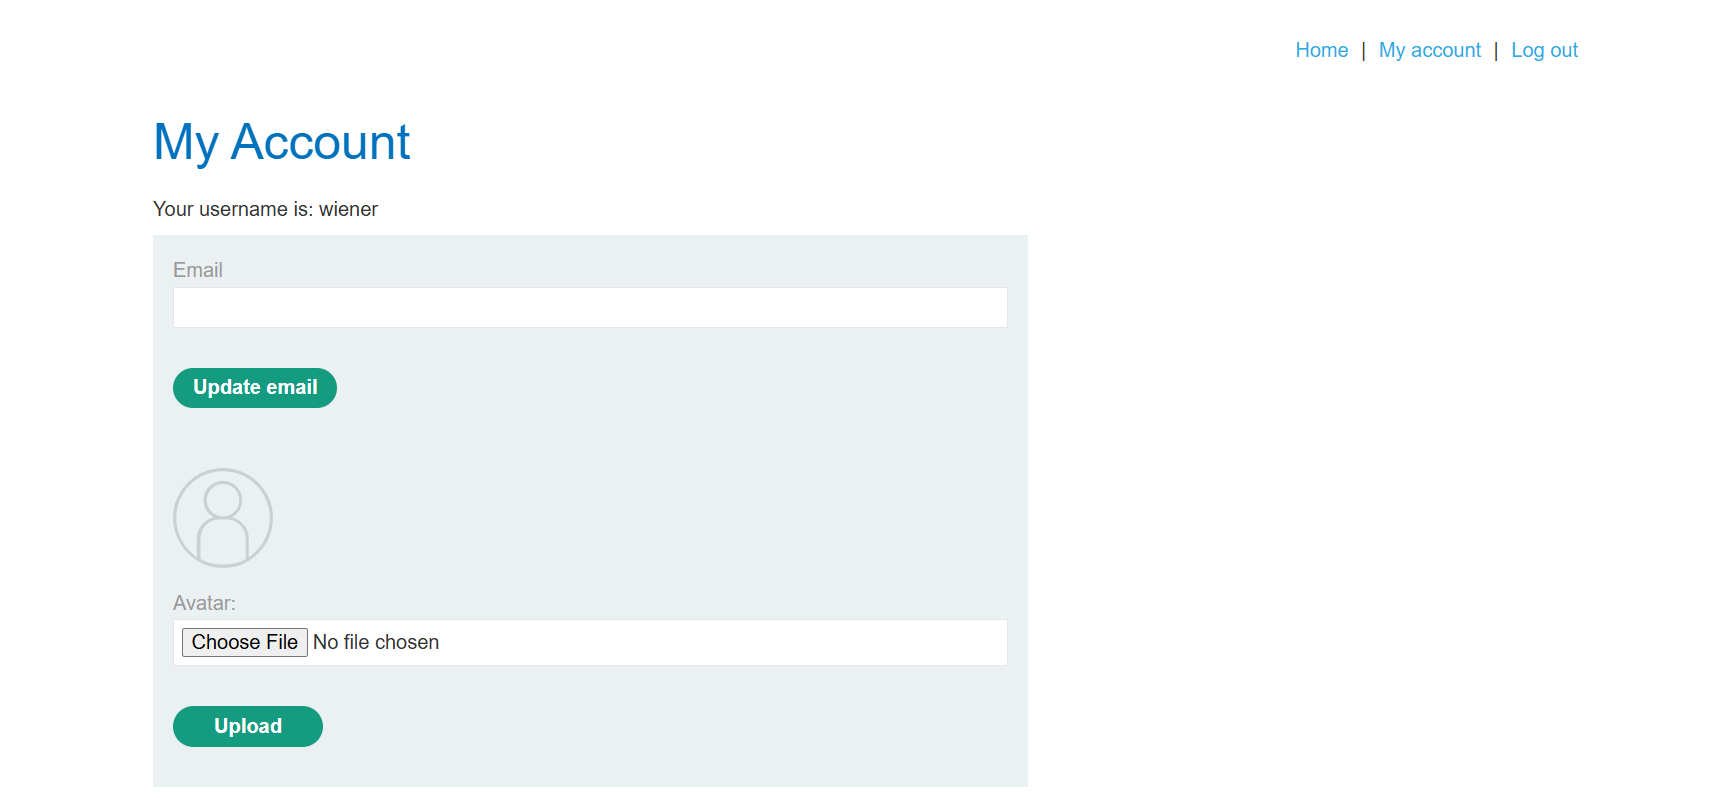 Home | My account | Log out
My Account
Your username is: wiener
Email
Update email
Avatar:
Choose File No file chosen
Upload